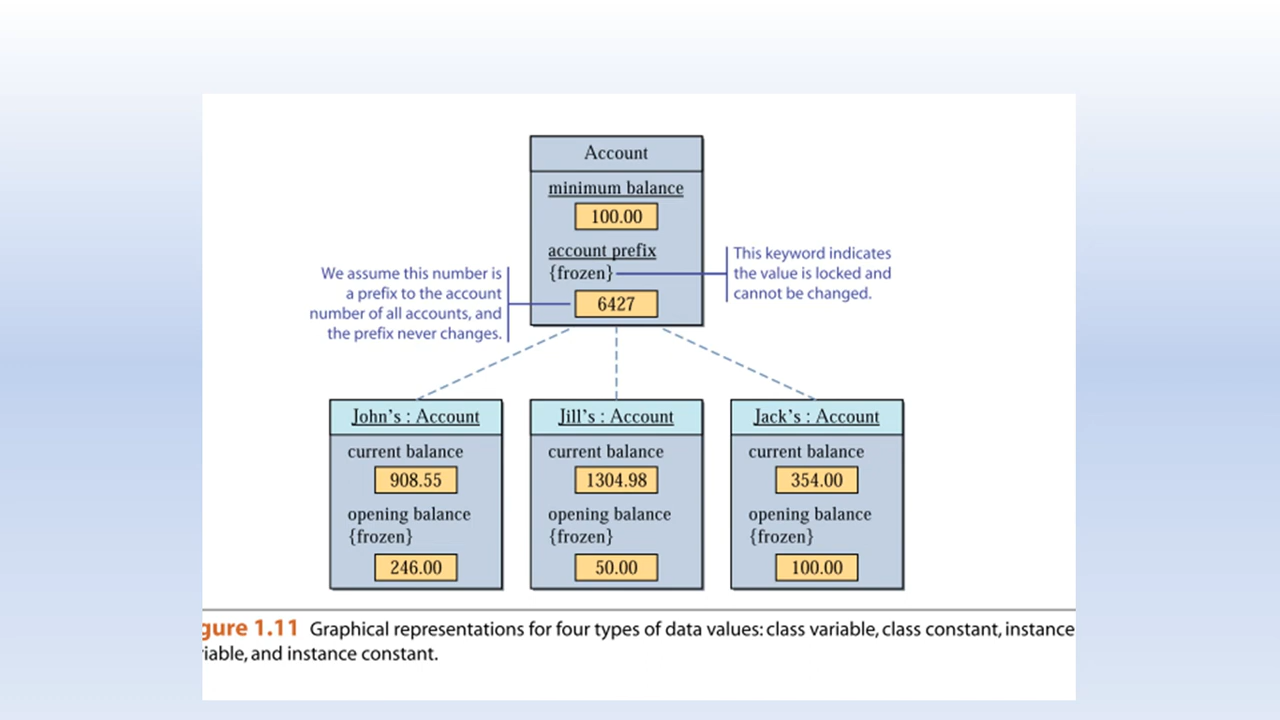 Account
minimum balance
100.00
account prefix
{frozen}
6427
We assume this number is
a prefix to the account
number of all accounts, and
the prefix never changes.
This keyword indicates
the value is locked and
cannot be changed.
John's : Account
current balance
908.55
opening balance
{frozen}
246.00
Jill's : Account
current balance
1304.98
opening balance
{frozen}
50.00
Jack's : Account
current balance
354.00
opening balance
{frozen}
100.00
gure 1.11 Graphical representations for four types of data values: class variable, class constant, instance
riable, and instance constant.